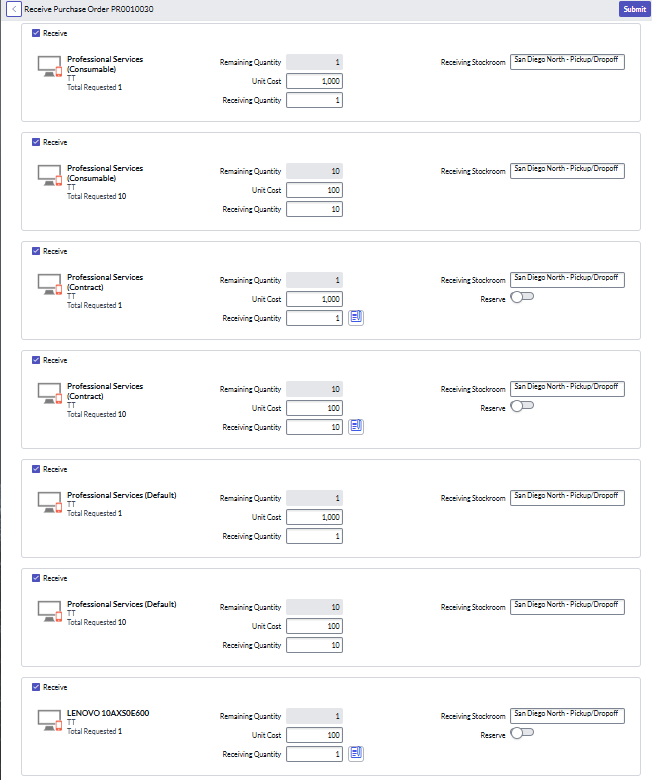 Receive Purchase Order PR0010030 Submit
Receive
Professional Services
(Consumable)
TT
Total Requested 1
Remaining Quantity 1
Unit Cost 1,000
Receiving Quantity 1
Receiving Stockroom San Diego North - Pickup/Dropoff
Receive
Professional Services
(Consumable)
TT
Total Requested 10
Remaining Quantity 10
Unit Cost 100
Receiving Quantity 10
Receiving Stockroom San Diego North - Pickup/Dropoff
Receive
Professional Services
(Contract)
TT
Total Requested 1
Remaining Quantity 1
Unit Cost 1,000
Receiving Quantity 1
Receiving Stockroom San Diego North - Pickup/Dropoff
Reserve
Receive
Professional Services
(Contract)
TT
Total Requested 10
Remaining Quantity 10
Unit Cost 100
Receiving Quantity 10
Receiving Stockroom San Diego North - Pickup/Dropoff
Reserve
Receive
Professional Services (Default)
TT
Total Requested 1
Remaining Quantity 1
Unit Cost 1,000
Receiving Quantity 1
Receiving Stockroom San Diego North - Pickup/Dropoff
Receive
Professional Services (Default)
TT
Total Requested 10
Remaining Quantity 10
Unit Cost 100
Receiving Quantity 10
Receiving Stockroom San Diego North - Pickup/Dropoff
Receive
LENOVO 10AXS0E600
TT
Total Requested 1
Remaining Quantity 1
Unit Cost 100
Receiving Quantity 1
Receiving Stockroom San Diego North - Pickup/Dropoff
Reserve